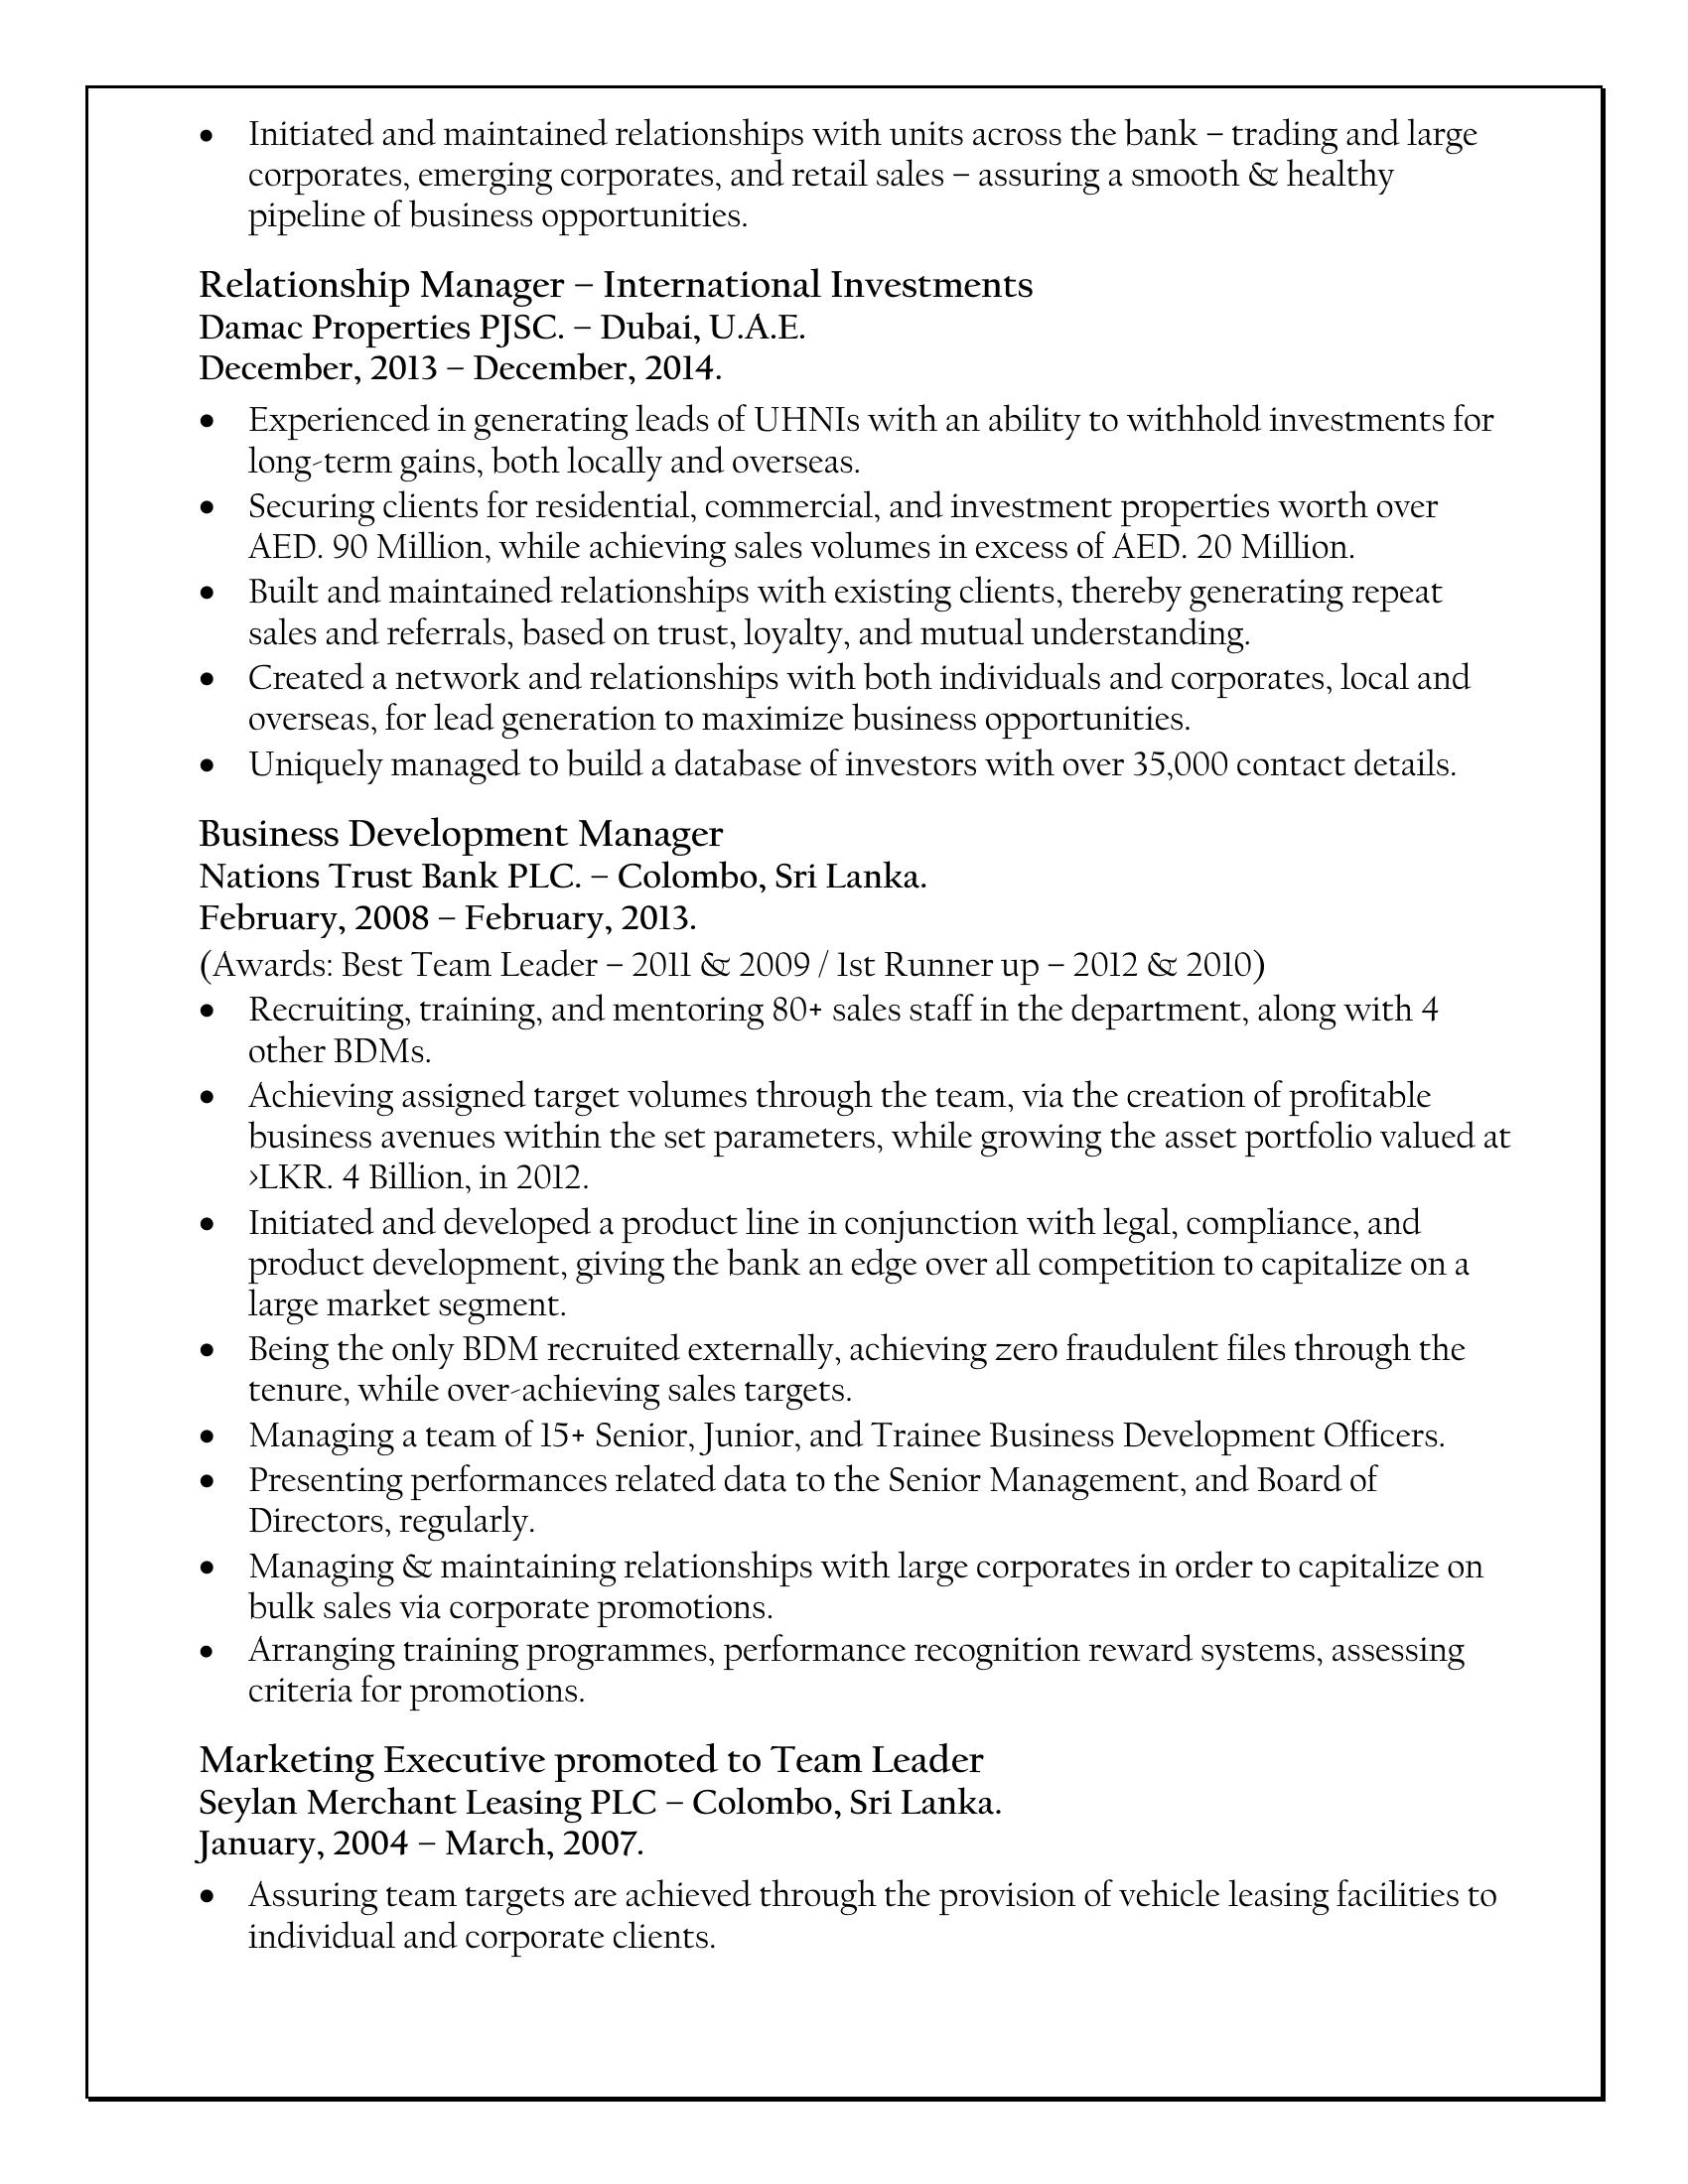 • Initiated and maintained relationships with units across the bank – trading and large
corporates, emerging corporates, and retail sales – assuring a smooth & healthy
pipeline of business opportunities.
Relationship Manager – International Investments
Damac Properties PJSC. – Dubai, U.A.E.
December, 2013 – December, 2014.
• Experienced in generating leads of UHNIs with an ability to withhold investments for
long-term gains, both locally and overseas.
• Securing clients for residential, commercial, and investment properties worth over
AED. 90 Million, while achieving sales volumes in excess of AED. 20 Million.
• Built and maintained relationships with existing clients, thereby generating repeat
sales and referrals, based on trust, loyalty, and mutual understanding.
• Created a network and relationships with both individuals and corporates, local and
overseas, for lead generation to maximize business opportunities.
• Uniquely managed to build a database of investors with over 35,000 contact details.
Business Development Manager
Nations Trust Bank PLC. – Colombo, Sri Lanka.
February, 2008 – February, 2013.
(Awards: Best Team Leader – 2011 & 2009 / 1st Runner up – 2012 & 2010)
• Recruiting, training, and mentoring 80+ sales staff in the department, along with 4
other BDMs.
• Achieving assigned target volumes through the team, via the creation of profitable
business avenues within the set parameters, while growing the asset portfolio valued at
>LKR. 4 Billion, in 2012.
• Initiated and developed a product line in conjunction with legal, compliance, and
product development, giving the bank an edge over all competition to capitalize on a
large market segment.
• Being the only BDM recruited externally, achieving zero fraudulent files through the
tenure, while over-achieving sales targets.
• Managing a team of 15+ Senior, Junior, and Trainee Business Development Officers.
• Presenting performances related data to the Senior Management, and Board of
Directors, regularly.
• Managing & maintaining relationships with large corporates in order to capitalize on
bulk sales via corporate promotions.
• Arranging training programmes, performance recognition reward systems, assessing
criteria for promotions.
Marketing Executive promoted to Team Leader
Seylan Merchant Leasing PLC – Colombo, Sri Lanka.
January, 2004 – March, 2007.
• Assuring team targets are achieved through the provision of vehicle leasing facilities to
individual and corporate clients.